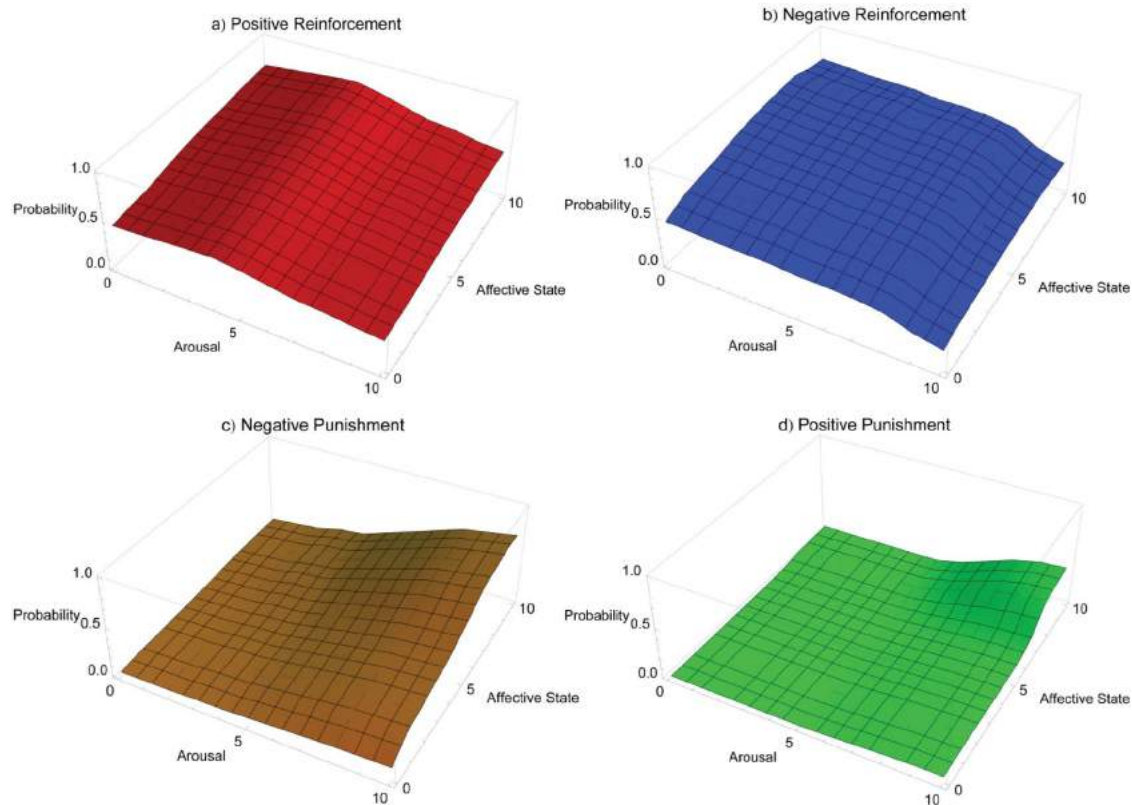 a) Positive Reinforcement
1.0
Probability
0.5
0.0
0
5
Arousal
10
0
5
Affective State
10
b) Negative Reinforcement
1.0
Probability
0.5
0.0
0
5
Arousal
10
0
5
Affective State
10
c) Negative Punishment
1.0
Probability
0.5
0.0
0
5
Arousal
10
0
5
Affective State
10
d) Positive Punishment
1.0
Probability
0.5
0.0
0
5
Arousal
10
0
5
Affective State
10